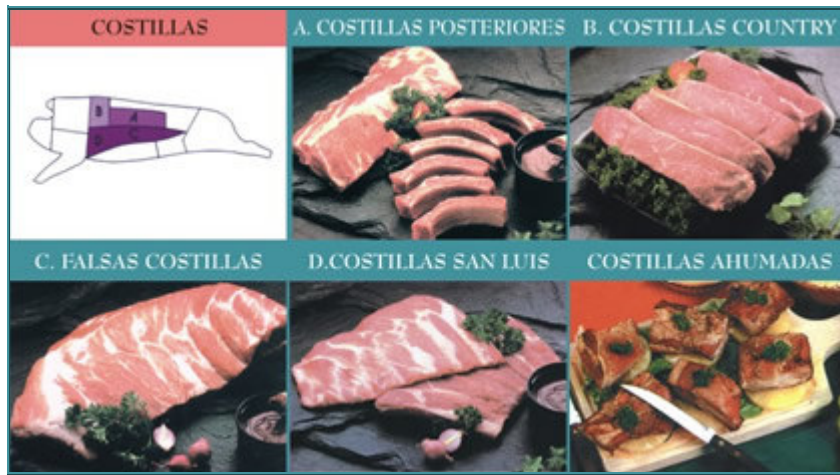 COSTILLAS
A. COSTILLAS POSTERIORES
B. COSTILLAS COUNTRY
B
A
C
D
C. FALSAS COSTILLAS
D.COSTILLAS SAN LUIS
COSTILLAS AHUMADAS